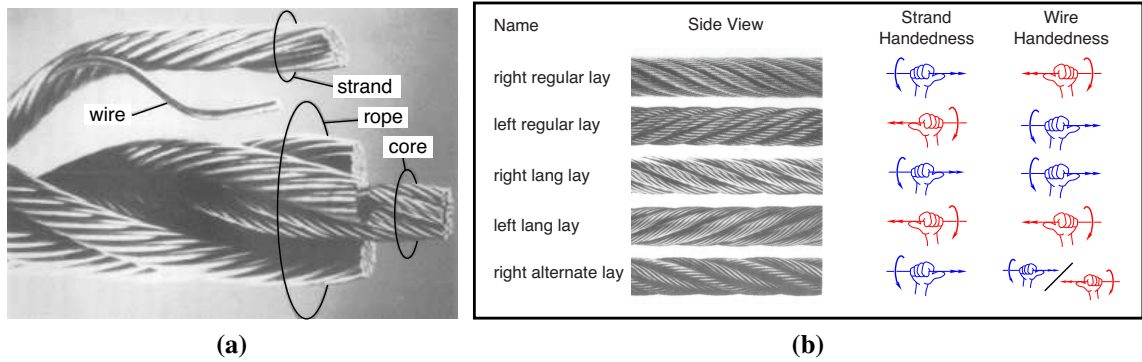 strand
wire
rope
core
(a)
Name
Side View
Strand
Handedness
Wire
Handedness
right regular lay
left regular lay
right lang lay
left lang lay
right alternate lay
(b)